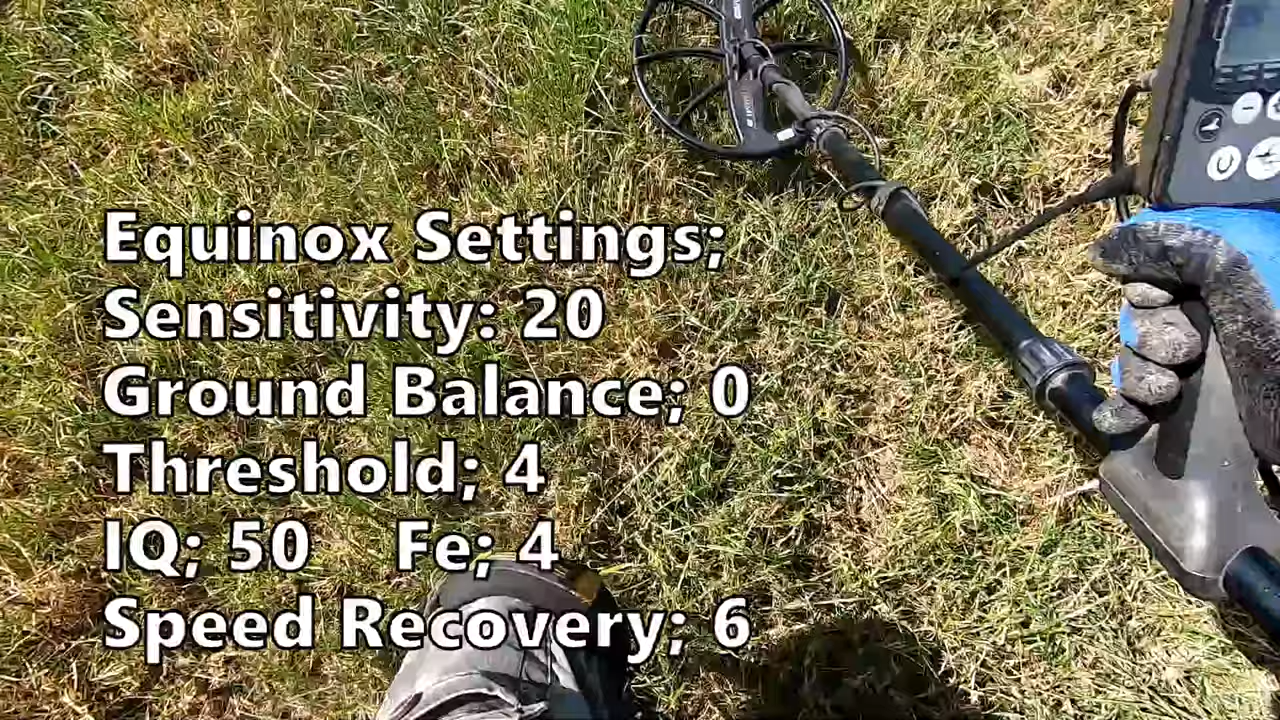 Equinox Settings;
Sensitivity: 20
Ground Balance; 0
Threshold; 4
IQ; 50 Fe; 4
Speed Recovery; 6